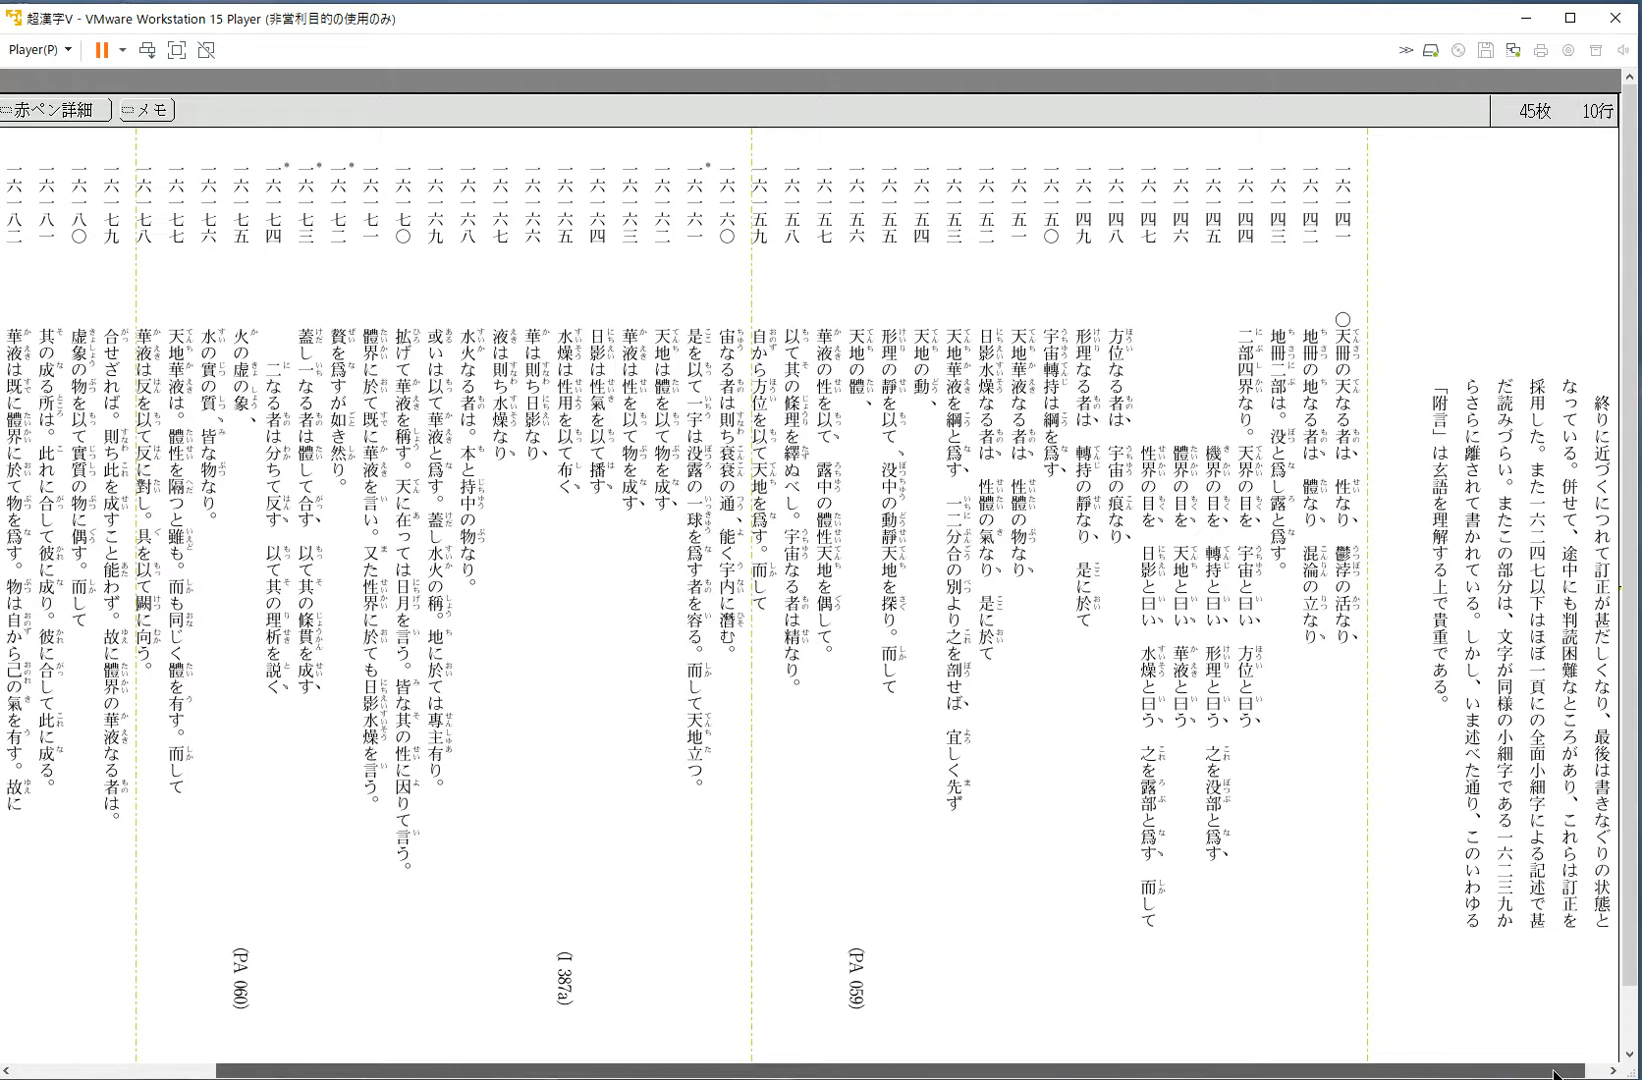 超漢字V - VMware Workstation 15 Player (非営利目的の使用のみ)
Player(P)
赤ペン詳細
メモ
45枚 10行
終りに近づくにつれて訂正が甚だしくなり、最後は書きなぐりの状態と
なっている。併せて、途中にも判読困難なところがあり、これらは訂正を
採用した。また一六二四七以下はほぼ一頁にの全面小細字による記述で甚
だ読みづらい。またこの部分は、文字が同様の小細字である一六二三九か
らさらに離されて書かれている。しかし、いま述べた通り、このいわゆる
「附言」は玄語を理解する上で貴重である。
一六一四一 〇天冊の天なる者は、性なり、鬱浡の活なり、
一六一四二 地冊の地なる者は、體なり、混淪の立なり、
一六一四三 地冊二部は。没と爲し露と爲す。
一六一四四 二部四界なり。天界の目を、宇宙と曰い、方位と曰う、
一六一四五 機界の目を、轉持と曰い、形理と曰う、之を没部と爲す、
一六一四六 體界の目を、天地と曰い、華液と曰う、
一六一四七 性界の目を、日影と曰い、水燥と曰う、之を露部と爲す、而して
一六一四八 方位なる者は、宇宙の痕なり、
一六一四九 形理なる者は、轉持の靜なり、是に於て
一六一五〇 宇宙轉持は綱を爲す、
一六一五一 天地華液なる者は、性體の物なり、
一六一五二 日影水燥なる者は、性體の氣なり、是に於て
一六一五三 天地華液を綱と爲す、一二分合の別より之を剖せば、宜しく先ず
一六一五四 天地の動、
一六一五五 形理の靜を以て、没中の動靜天地を探り。而して
一六一五六 天地の體、
一六一五七 華液の性を以て、露中の體性天地を偶して。
一六一五八 以て其の條理を繹ぬべし。宇宙なる者は精なり。
一六一五九 自から方位を以て天地を爲す。而して
一六一六〇 宙なる者は則ち袞袞の通、能く宇内に潛む。
*一六一六一 是を以て一宇は没露の一球を爲す者を容る。而して天地立つ。
一六一六二 天地は體を以て物を成す、
一六一六三 華液は性を以て物を成す、
一六一六四 日影は性氣を以て播す、
一六一六五 水燥は性用を以て布く、 (I 387a)
一六一六六 華は則ち日影なり、
一六一六七 液は則ち水燥なり、
一六一六八 水火なる者は。本と持中の物なり。
一六一六九 或いは以て華液と爲す。蓋し水火の稱。地に於ては專主有り。
一六一七〇 拡げて華液を稱す。天に在っては日月を言う。皆な其の性に因りて言う。
一六一七一 體界に於て既に華液を言い。又た性界に於ても日影水燥を言う。
*一六一七二 贅を爲すが如き然り。
*一六一七三 蓋し一なる者は體して合す、以て其の條貫を成す、
*一六一七四 二なる者は分ちて反す、以て其の理析を説く、
一六一七五 火の虚の象、 (PA 060)
一六一七六 水の實の質、皆な物なり。
一六一七七 天地華液は。體性を隔つと雖も。而も同じく體を有す。而して
一六一七八 華液は反を以て反に對し。具を以て闕に向う。
一六一七九 合せざれば。則ち此を成すこと能わず。故に體界の華液なる者は。
一六一八〇 虚象の物を以て實質の物に偶す。而して
一六一八一 其の成る所は。此れに合して彼に成り。彼に合して此に成る。
一六一八二 華液は既に體界に於て物を爲す。物は自から己の氣を有す。故に
(PA 059)